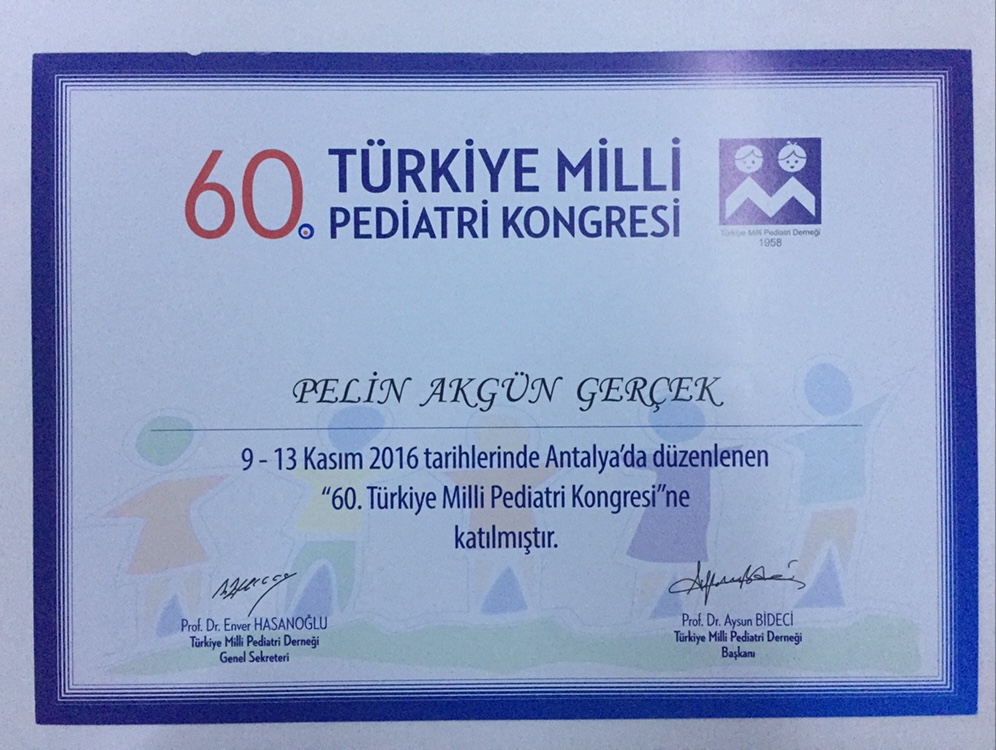 60. TÜRKİYE MİLLİ
PEDİATRİ KONGRESİ
Türkiye Milli Pediatri Derneği
1958
PELİN AKGÜN GERÇEK
9 - 13 Kasım 2016 tarihlerinde Antalya'da düzenlenen
“60. Türkiye Milli Pediatri Kongresi”ne
katılmıştır.
Prof. Dr. Enver HASANOĞLU
Türkiye Milli Pediatri Derneği
Genel Sekreteri
Prof. Dr. Aysun BİDECİ
Türkiye Milli Pediatri Derneği
Başkanı